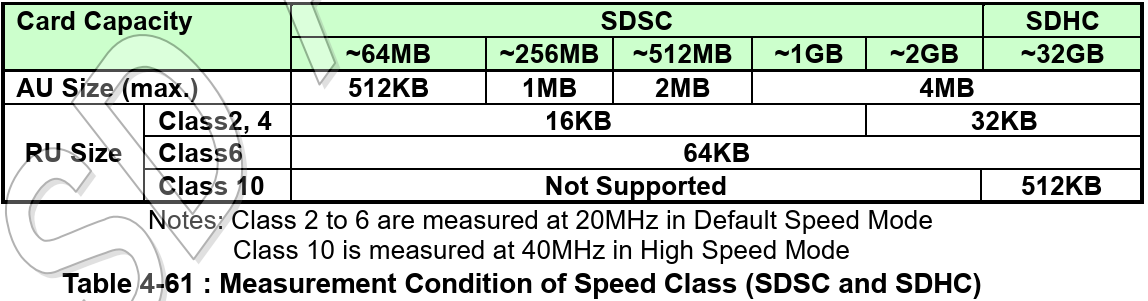 Card Capacity SDSC SDHC
~64MB ~256MB ~512MB ~1GB ~2GB ~32GB
AU Size (max.) 512KB 1MB 2MB 4MB
RU Size Class2, 4 16KB 32KB
Class6 64KB
Class 10 Not Supported 512KB
Notes: Class 2 to 6 are measured at 20MHz in Default Speed Mode
Class 10 is measured at 40MHz in High Speed Mode
Table 4-61 : Measurement Condition of Speed Class (SDSC and SDHC)
SD